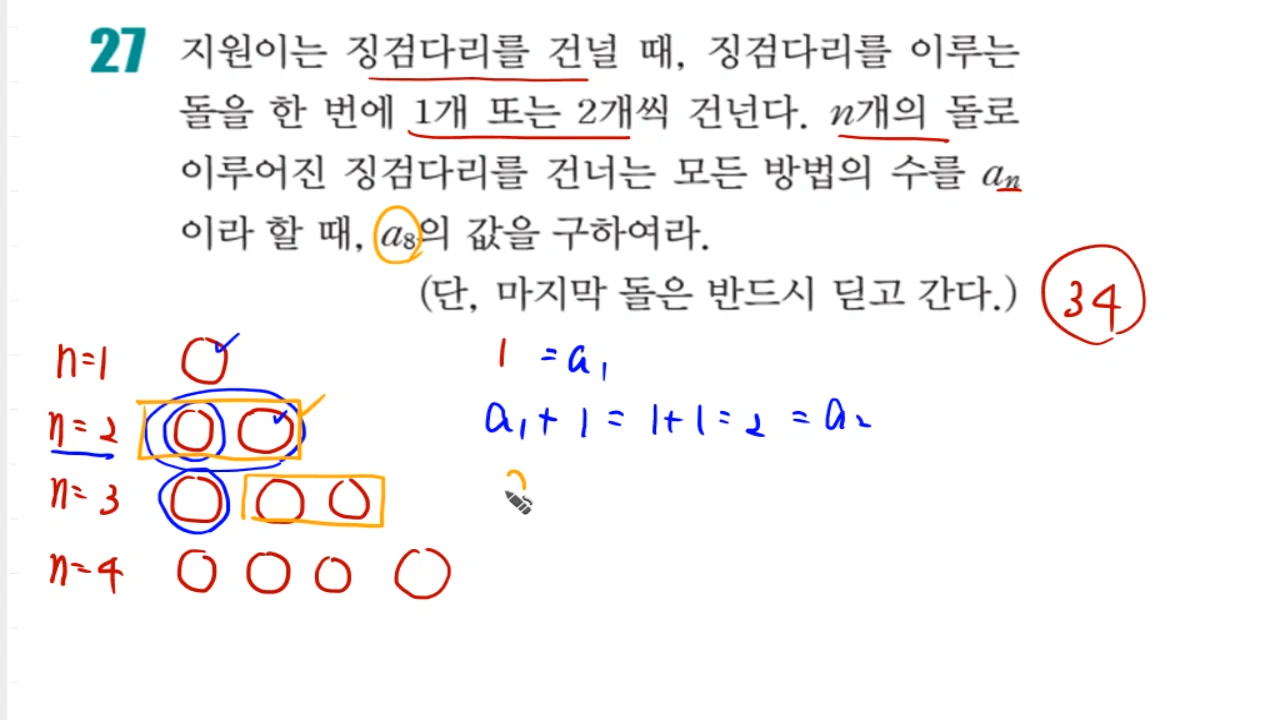 27 지원이는 징검다리를 건널 때, 징검다리를 이루는
돌을 한 번에 1개 또는 2개씩 건넌다. n개의 돌로
이루어진 징검다리를 건너는 모든 방법의 수를 aₙ
이라 할 때, a₈의 값을 구하여라.
(단, 마지막 돌은 반드시 딛고 간다.) 34
n=1 1 = a₁
n=2 a₁+1 = 1+1 = 2 = a₂
n=3
n=4